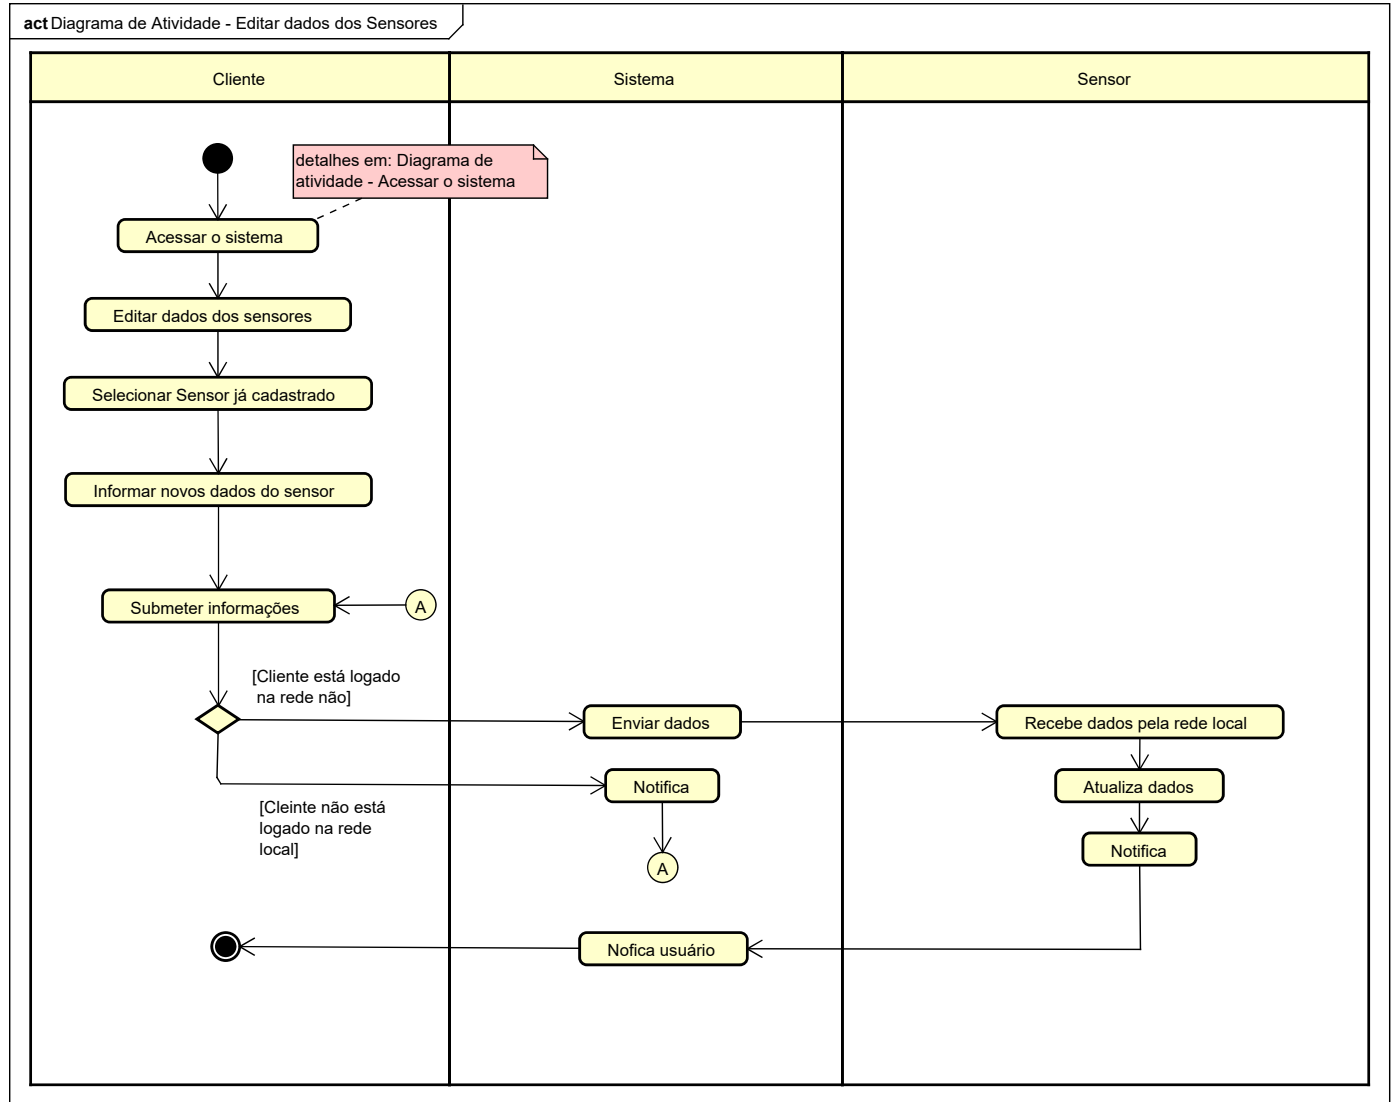 act Diagrama de Atividade - Editar dados dos Sensores
Cliente
Sistema
Sensor
detalhes em: Diagrama de
atividade - Acessar o sistema
Acessar o sistema
Editar dados dos sensores
Selecionar Sensor já cadastrado
Informar novos dados do sensor
Submeter informações
A
[Cliente está logado
na rede não]
Enviar dados
Recebe dados pela rede local
Notifica
Atualiza dados
[Cleinte não está
logado na rede
local]
A
Notifica
Nofica usuário